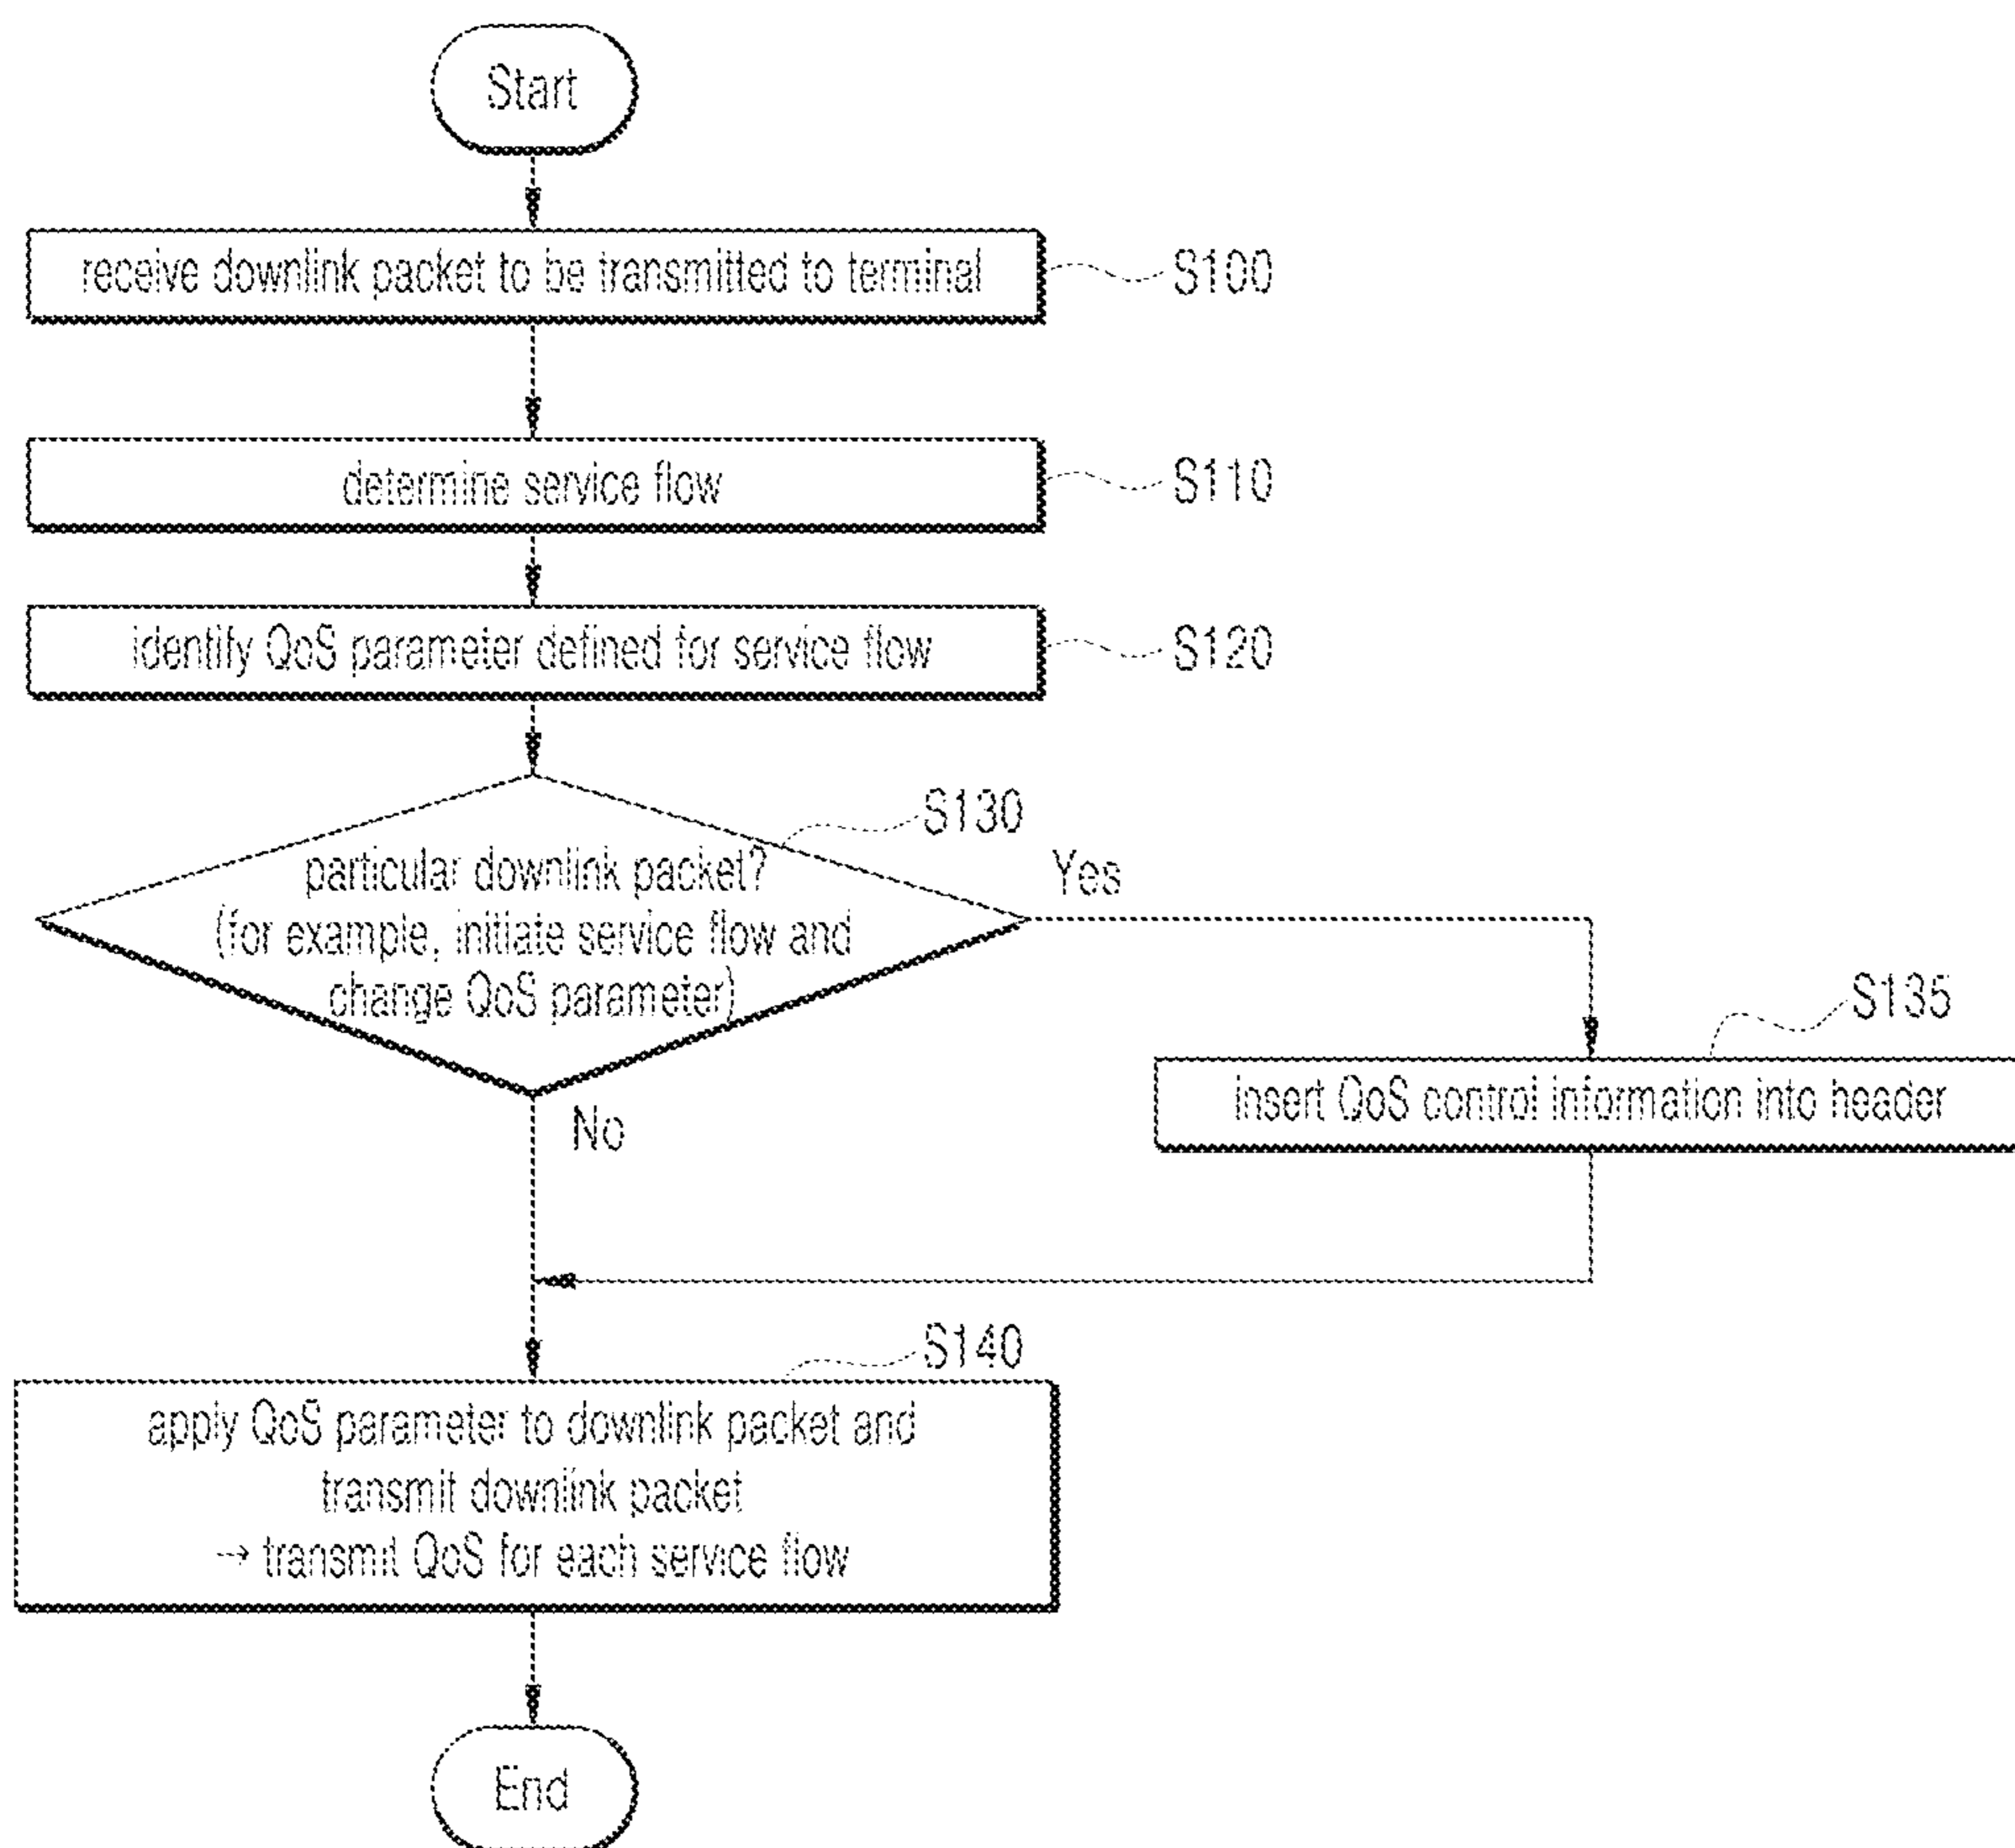 Start
receive downlink packet to be transmitted to terminal
S100
determine service flow
S110
identify QoS parameter defined for service flow
S120
S130
particular downlink packet?
(for example, initiate service flow and
change QoS parameter)
Yes
No
S135
insert QoS control information into header
S140
apply QoS parameter to downlink packet and
transmit downlink packet
→ transmit QoS for each service flow
End